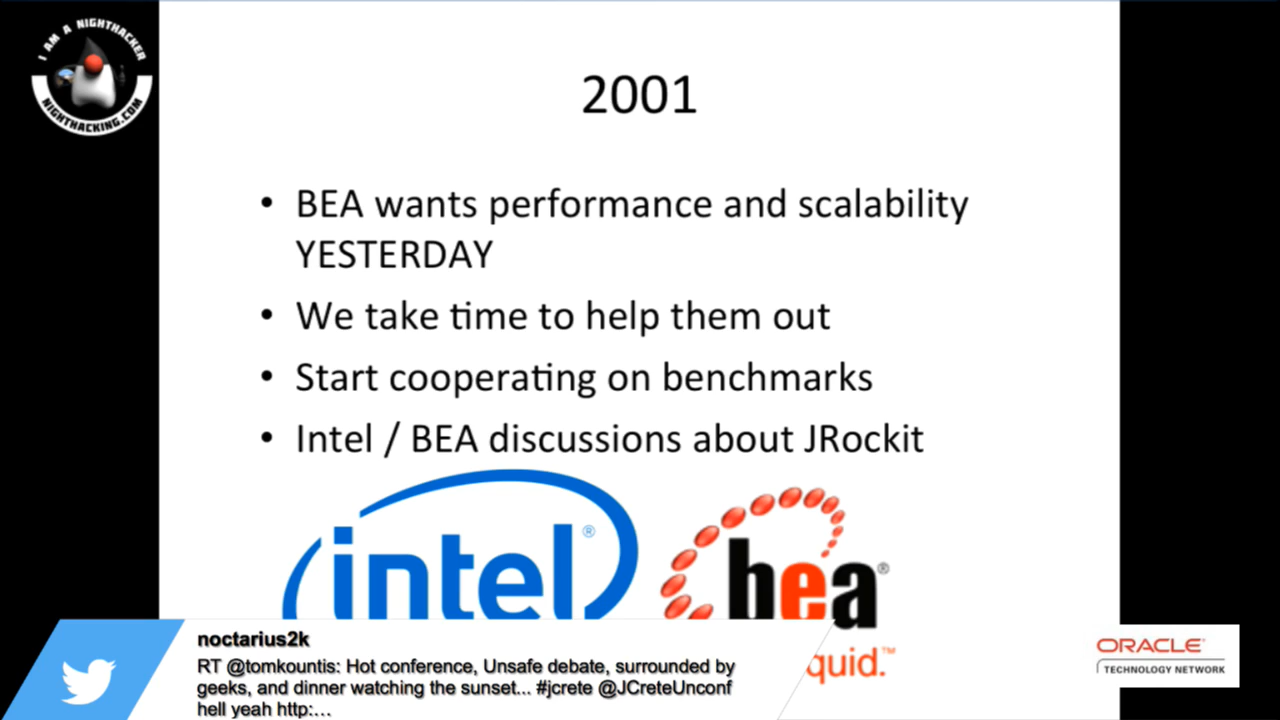 I AM A NIGHTHACKER
NIGHTHACKING.COM
2001
• BEA wants performance and scalability
YESTERDAY
• We take time to help them out
• Start cooperating on benchmarks
• Intel / BEA discussions about JRockit
intel®
bea®
quid.™
noctarius2k
RT @tomkountis: Hot conference, Unsafe debate, surrounded by
geeks, and dinner watching the sunset... #jcrete @JCreteUnconf
hell yeah http:…
ORACLE®
TECHNOLOGY NETWORK